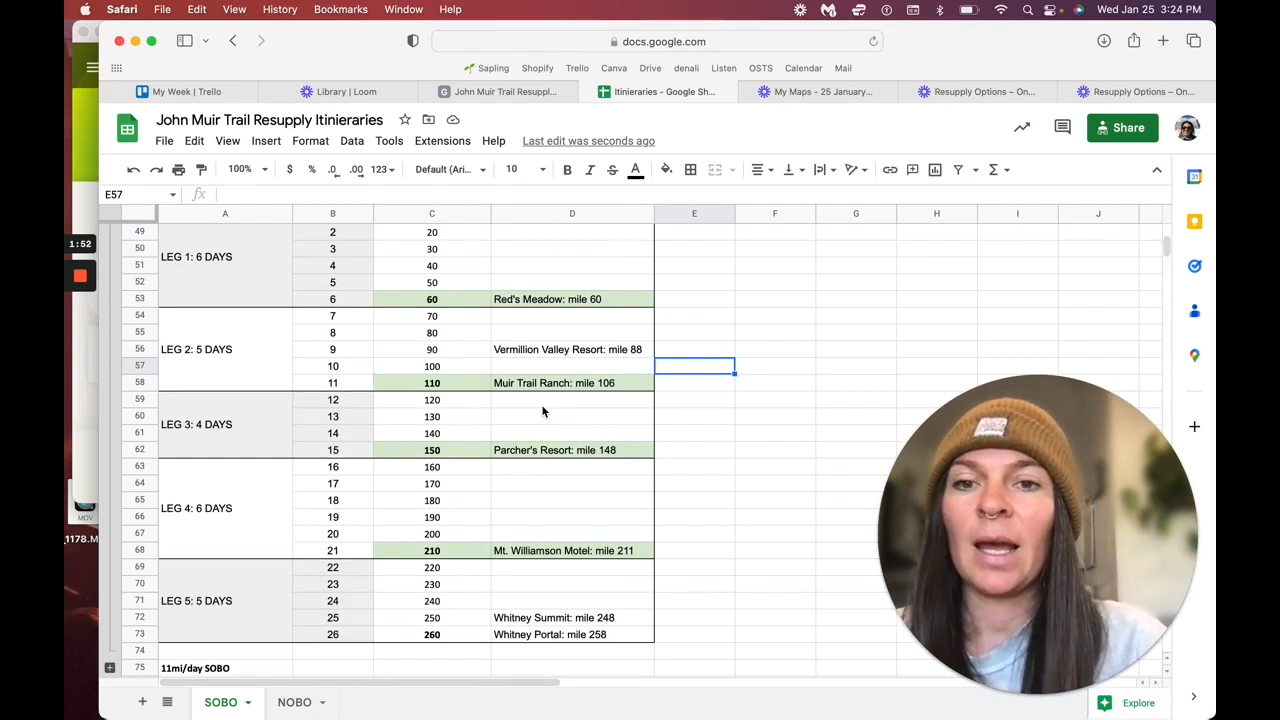 Safari File Edit View History Bookmarks Window Help Wed Jan 25 3:24 PM
docs.google.com
Sapling Shopify Trello Canva Drive denali Listen OSTS Calendar Mail
My Week | Trello Library | Loom John Muir Trail Resuppl... Itinieraries - Google Sh... My Maps - 25 January... Resupply Options – On... Resupply Options – On...
John Muir Trail Resupply Itinieraries
File Edit View Insert Format Data Tools Extensions Help Last edit was seconds ago
Share
100% $ % .0 .00 123 Default (Ari... 10 B I S A
E57 fx
A B C D E F G H I J
49 2 20
50 3 30
LEG 1: 6 DAYS
51 4 40
52 5 50
53 6 60 Red's Meadow: mile 60
54 7 70
55 8 80
56 LEG 2: 5 DAYS 9 90 Vermillion Valley Resort: mile 88
57 10 100
58 11 110 Muir Trail Ranch: mile 106
59 12 120
60 13 130
LEG 3: 4 DAYS
61 14 140
62 15 150 Parcher's Resort: mile 148
63 16 160
64 17 170
65 18 180
LEG 4: 6 DAYS
66 19 190
67 20 200
68 21 210 Mt. Williamson Motel: mile 211
69 22 220
70 23 230
71 LEG 5: 5 DAYS 24 240
72 25 250 Whitney Summit: mile 248
73 26 260 Whitney Portal: mile 258
74
75 11mi/day SOBO
SOBO NOBO Explore
1:52
MOV
_1178.M